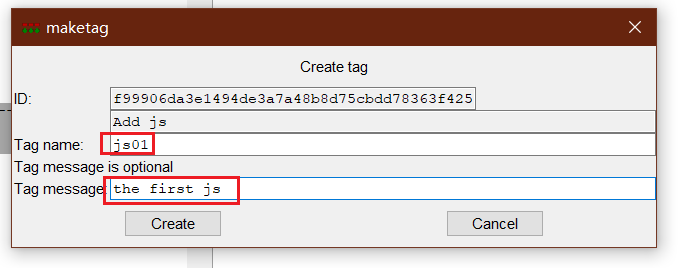 maketag
Create tag
ID: f99906da3e1494de3a7a48b8d75cbdd78363f425
Add js
Tag name: js01
Tag message is optional
Tag message: the first js
Create Cancel